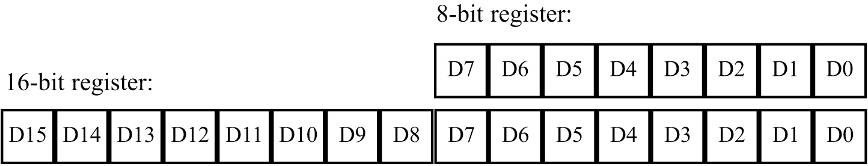 8-bit register:
D7 D6 D5 D4 D3 D2 D1 D0
16-bit register:
D15 D14 D13 D12 D11 D10 D9 D8 D7 D6 D5 D4 D3 D2 D1 D0